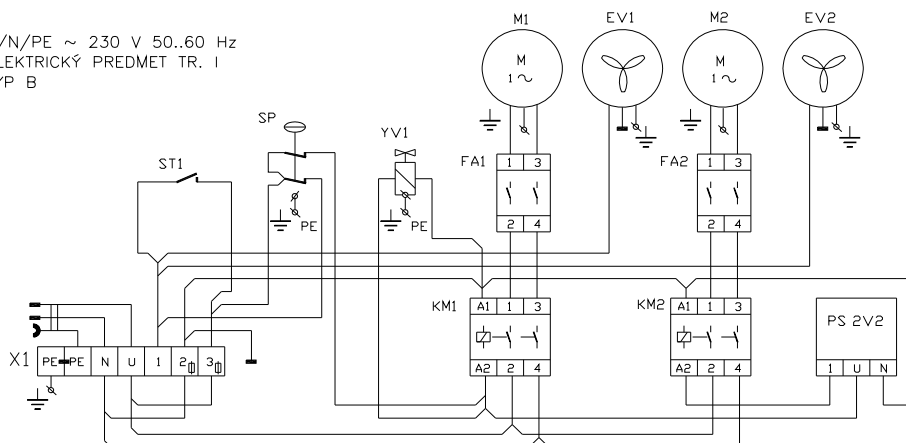 M1
EV1
M2
EV2
/N/PE ~ 230 V 50..60 Hz
LEKTRICKÝ PREDMET TR. I
YP B
M
1 ~
M
1 ~
SP
YV1
ST1
FA1
1 3
FA2
1 3
PE
PE
2 4
2 4
KM1
A1 1 3
KM2
A1 1 3
PS 2V2
X1
PE PE N U 1 2 3
A2 2 4
A2 2 4
1 U N